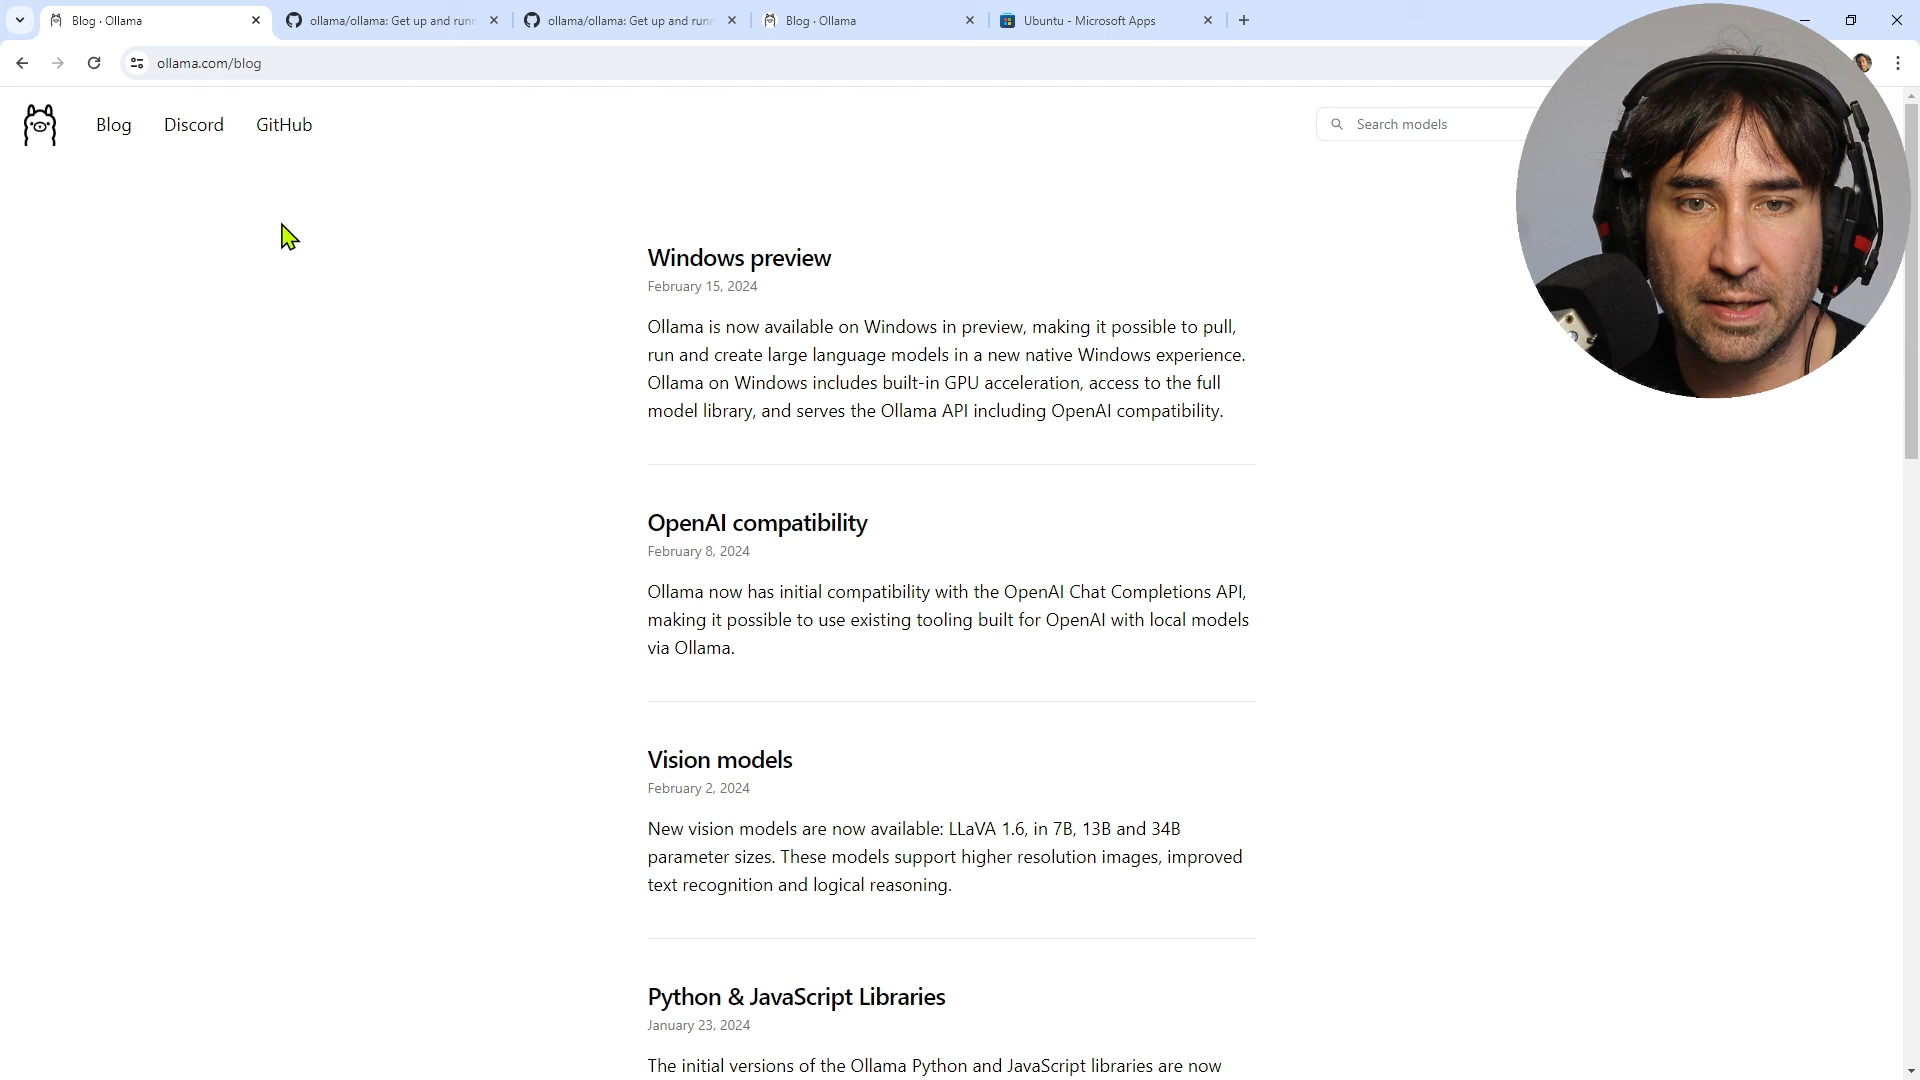 Blog · Ollama
ollama/ollama: Get up and runn
ollama/ollama: Get up and runn
Blog · Ollama
Ubuntu - Microsoft Apps
ollama.com/blog
Blog
Discord
GitHub
Search models
Windows preview
February 15, 2024
Ollama is now available on Windows in preview, making it possible to pull,
run and create large language models in a new native Windows experience.
Ollama on Windows includes built-in GPU acceleration, access to the full
model library, and serves the Ollama API including OpenAI compatibility.
OpenAI compatibility
February 8, 2024
Ollama now has initial compatibility with the OpenAI Chat Completions API,
making it possible to use existing tooling built for OpenAI with local models
via Ollama.
Vision models
February 2, 2024
New vision models are now available: LLaVA 1.6, in 7B, 13B and 34B
parameter sizes. These models support higher resolution images, improved
text recognition and logical reasoning.
Python & JavaScript Libraries
January 23, 2024
The initial versions of the Ollama Python and JavaScript libraries are now